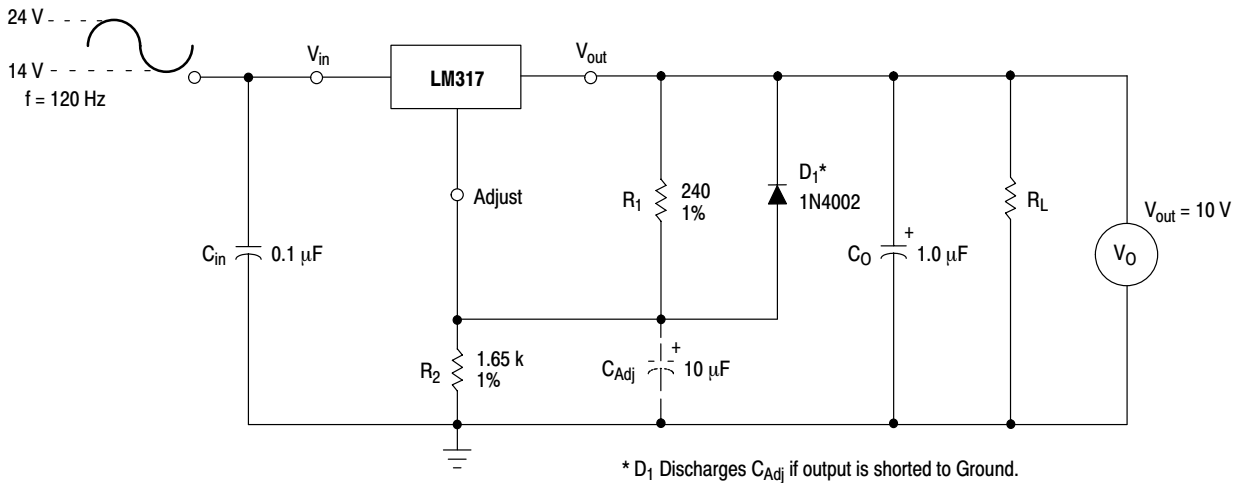 24 V
14 V
f = 120 Hz
Vin
LM317
Vout
Adjust
Cin
0.1 μF
R1
240
1%
D1*
1N4002
CO
+
1.0 μF
RL
Vout = 10 V
VO
R2
1.65 k
1%
CAdj
+
10 μF
* D1 Discharges CAdj if output is shorted to Ground.